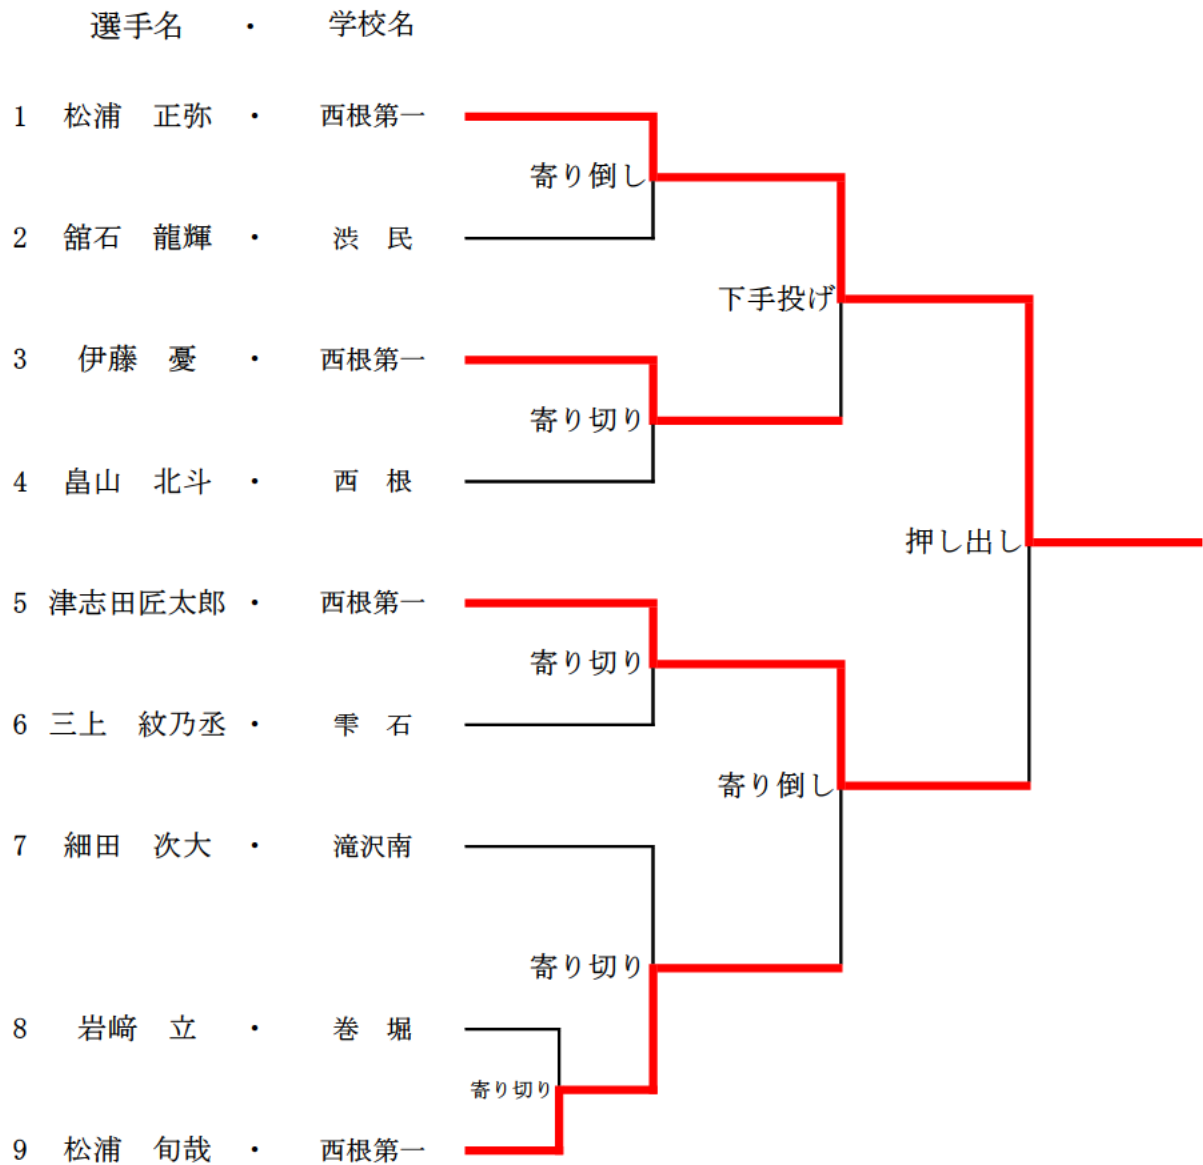 選手名 ・ 学校名
1 松浦 正弥 ・ 西根第一
寄り倒し
2 舘石 龍輝 ・ 渋 民
下手投げ
3 伊藤 憂 ・ 西根第一
寄り切り
4 畠山 北斗 ・ 西 根
押し出し
5 津志田匠太郎 ・ 西根第一
寄り切り
6 三上 紋乃丞 ・ 雫 石
寄り倒し
7 細田 次大 ・ 滝沢南
寄り切り
8 岩﨑 立 ・ 巻 堀
寄り切り
9 松浦 旬哉 ・ 西根第一